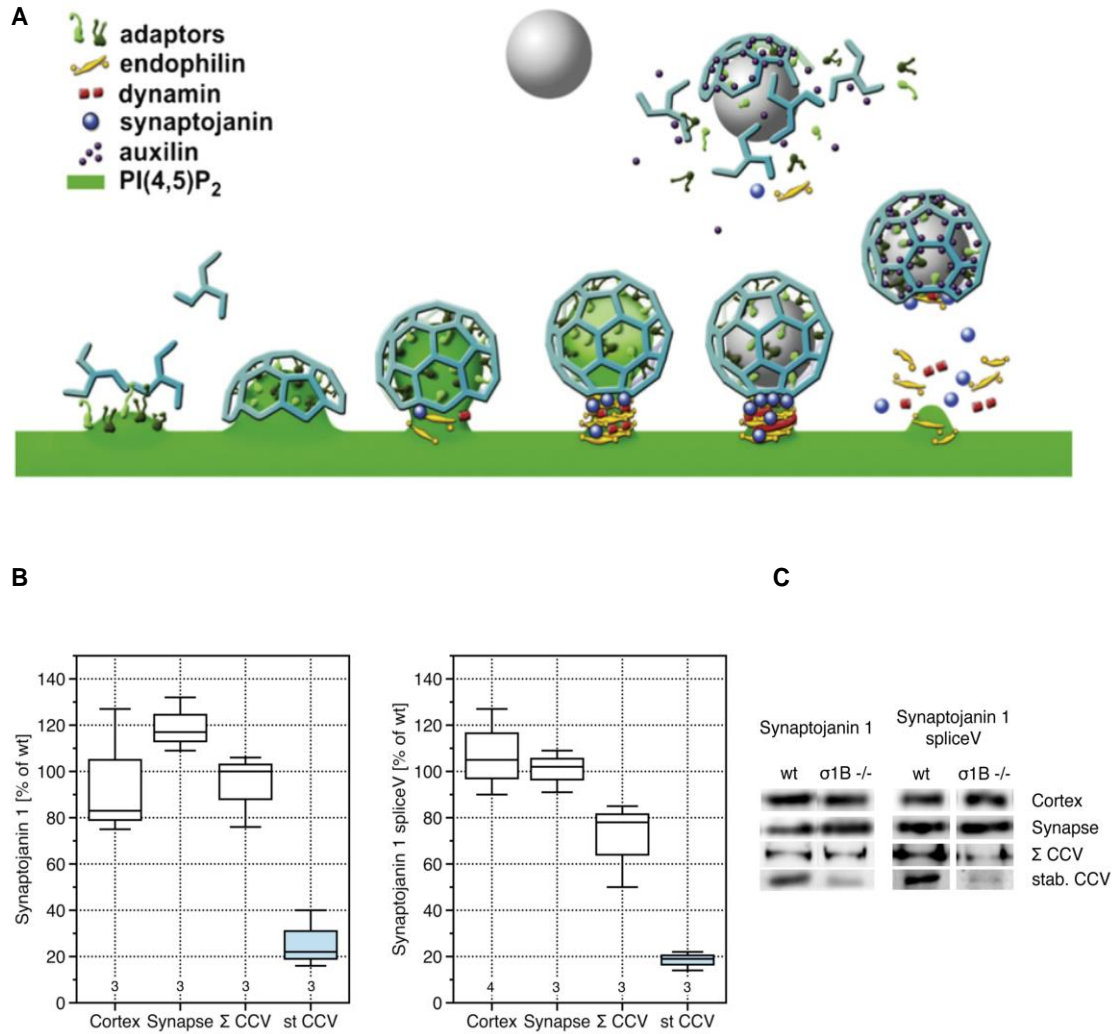 A
adaptors
endophilin
dynamin
synaptojanin
auxilin
PI(4,5)P₂
B
Synaptojanin 1 [% of wt]
140
120
100
80
60
40
20
0
3 3 3 3
Cortex Synapse Σ CCV st CCV
Synaptojanin 1 spliceV [% of wt]
140
120
100
80
60
40
20
0
4 3 3 3
Cortex Synapse Σ CCV st CCV
C
Synaptojanin 1
Synaptojanin 1
spliceV
wt σ1B -/- wt σ1B -/-
Cortex
Synapse
Σ CCV
stab. CCV